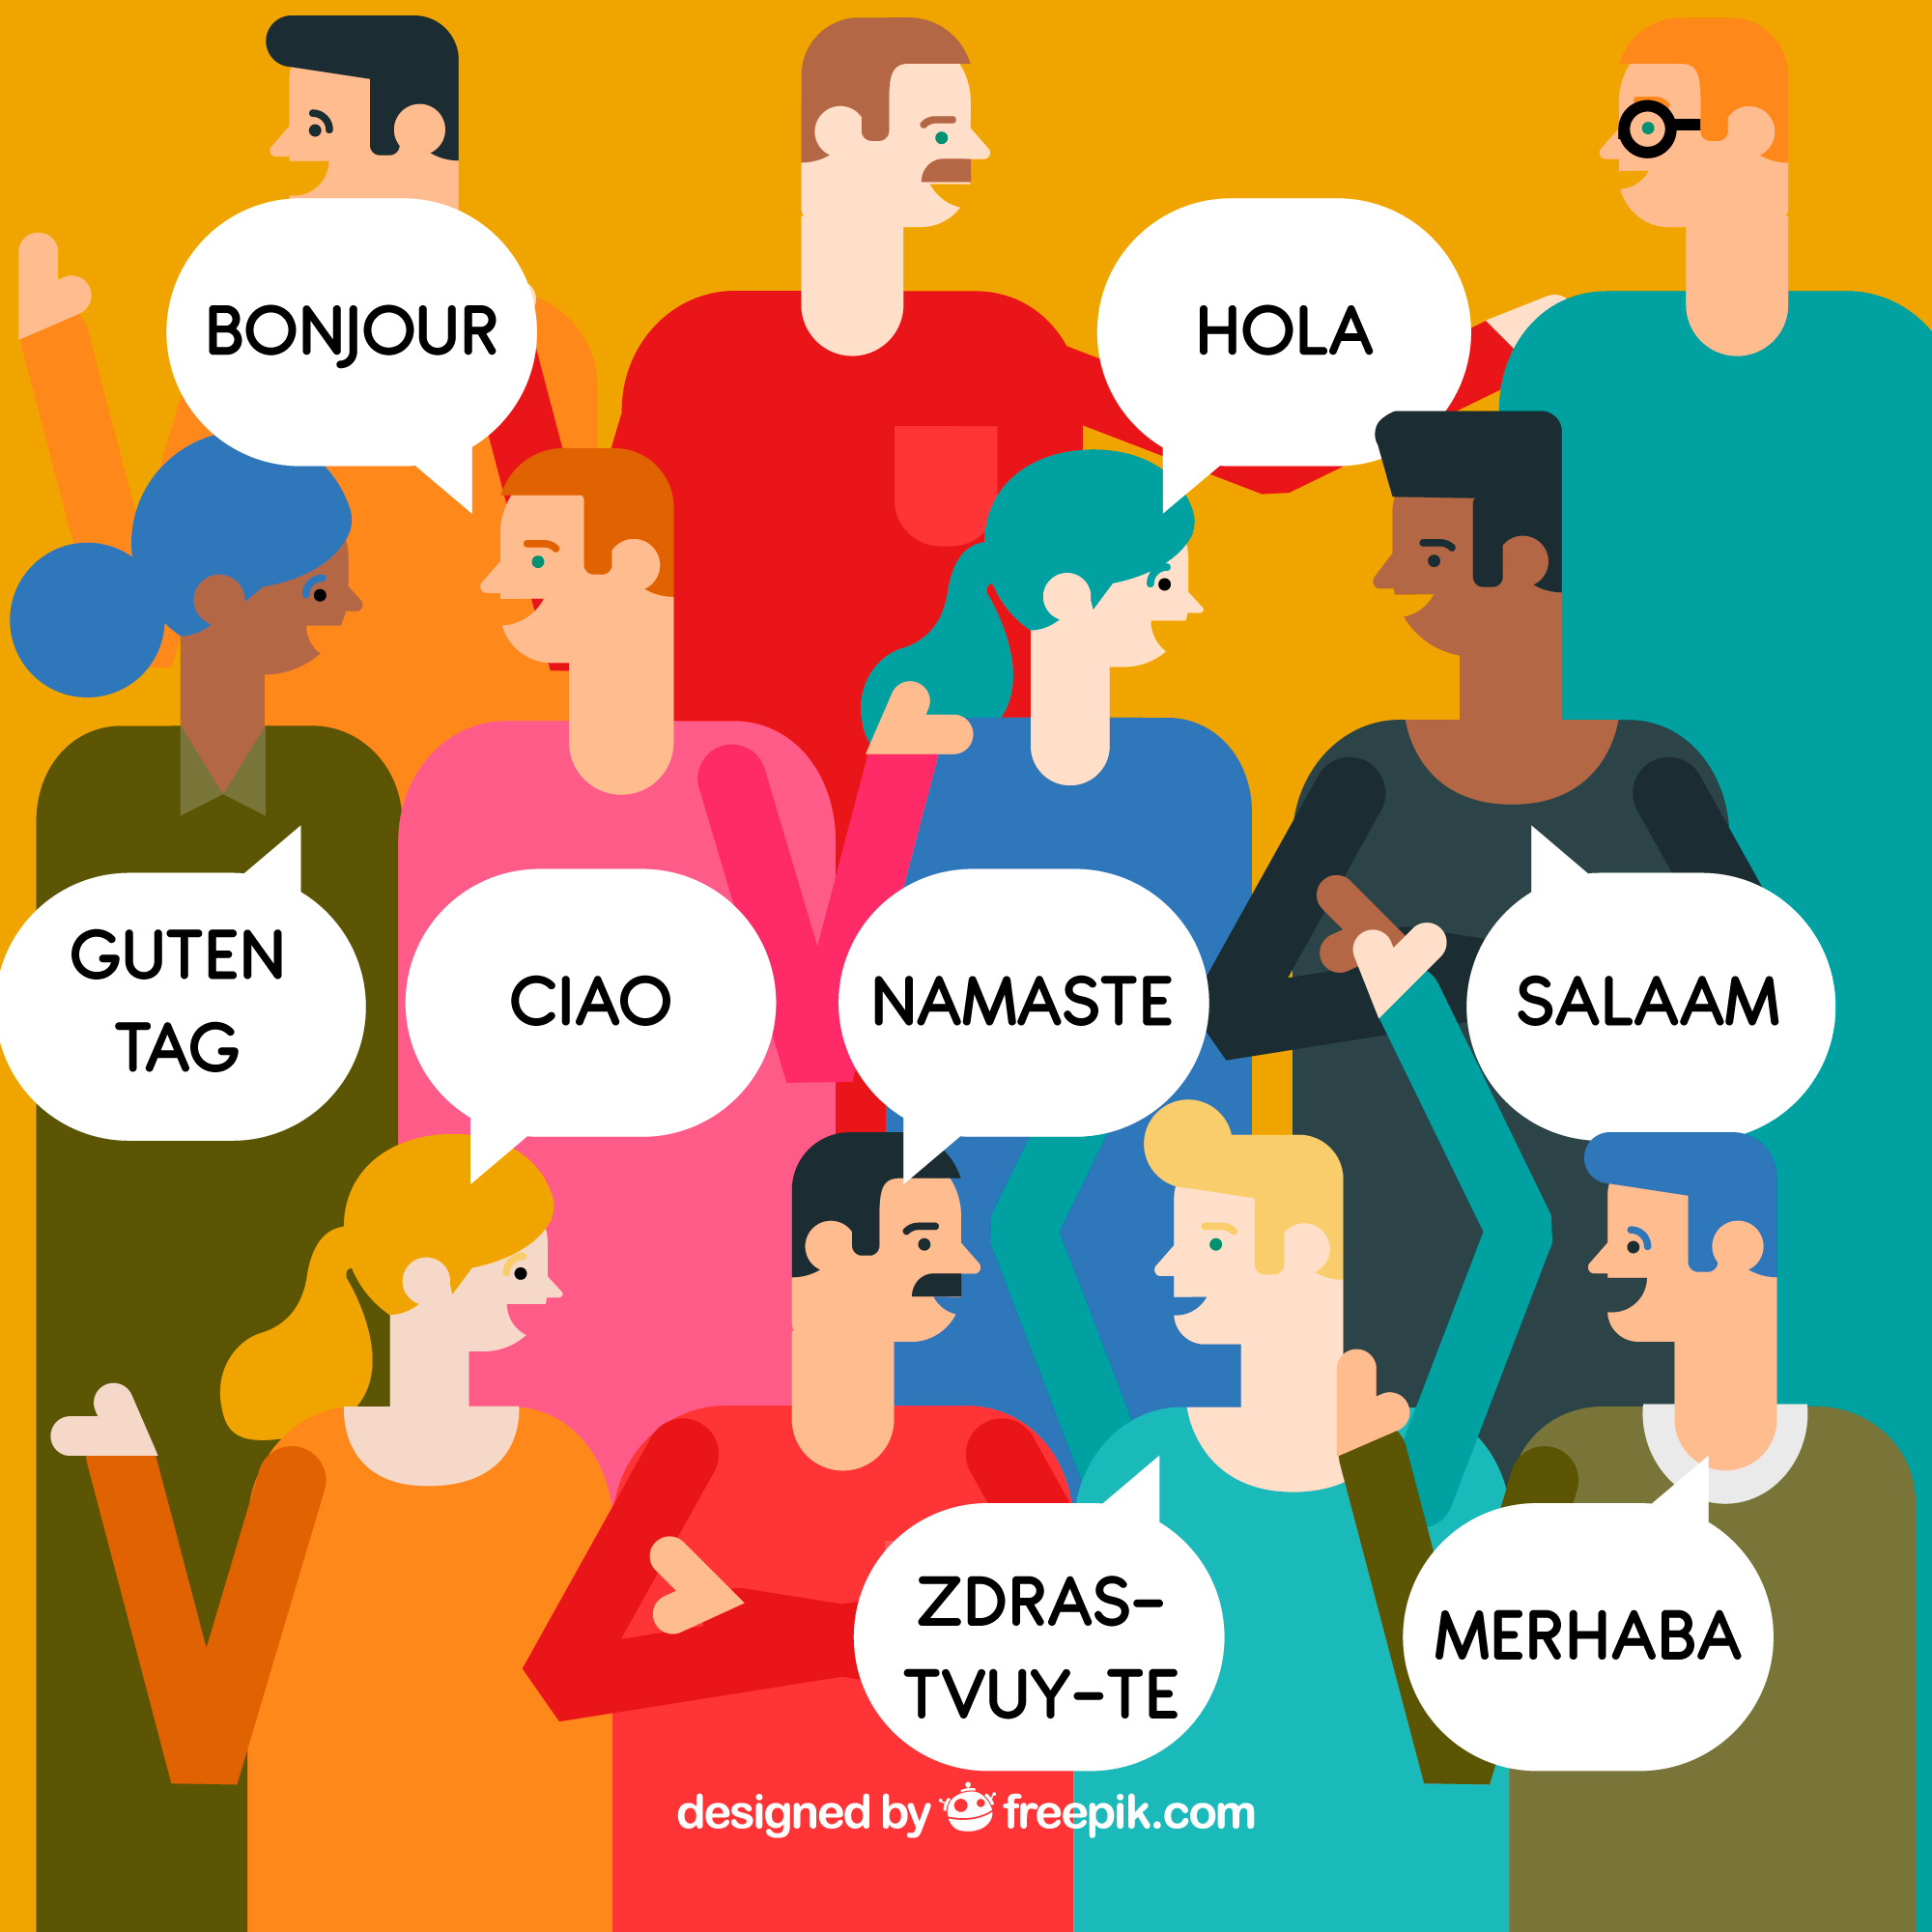 BONJOUR
HOLA
GUTEN
TAG
CIAO
NAMASTE
SALAAM
ZDRAS-
TVUY-TE
MERHABA
designed by freepik.com